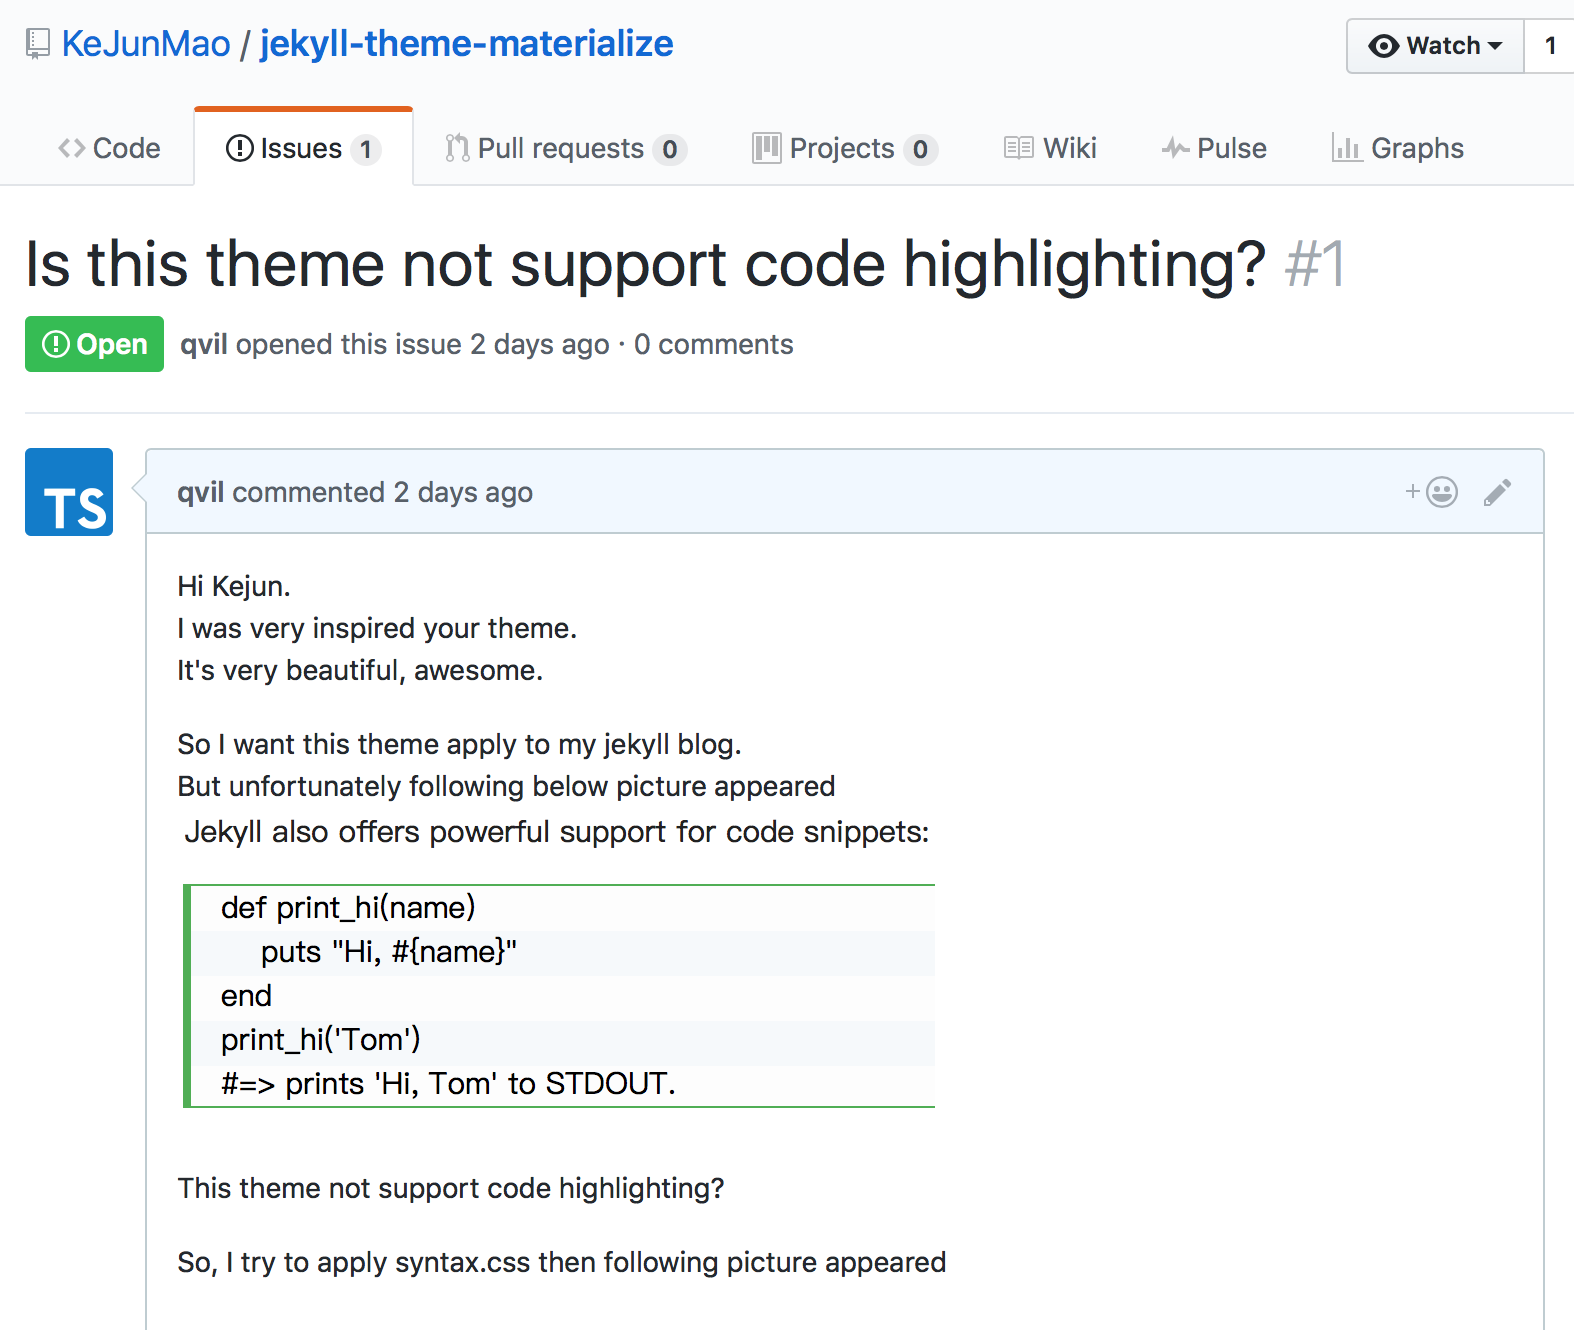 KeJunMao / jekyll-theme-materialize
Watch 1
Code Issues 1 Pull requests 0 Projects 0 Wiki Pulse Graphs
Is this theme not support code highlighting? #1
Open qvil opened this issue 2 days ago · 0 comments
TS
qvil commented 2 days ago
Hi Kejun.
I was very inspired your theme.
It's very beautiful, awesome.
So I want this theme apply to my jekyll blog.
But unfortunately following below picture appeared
Jekyll also offers powerful support for code snippets:
def print_hi(name)
puts "Hi, #{name}"
end
print_hi('Tom')
#=> prints 'Hi, Tom' to STDOUT.
This theme not support code highlighting?
So, I try to apply syntax.css then following picture appeared